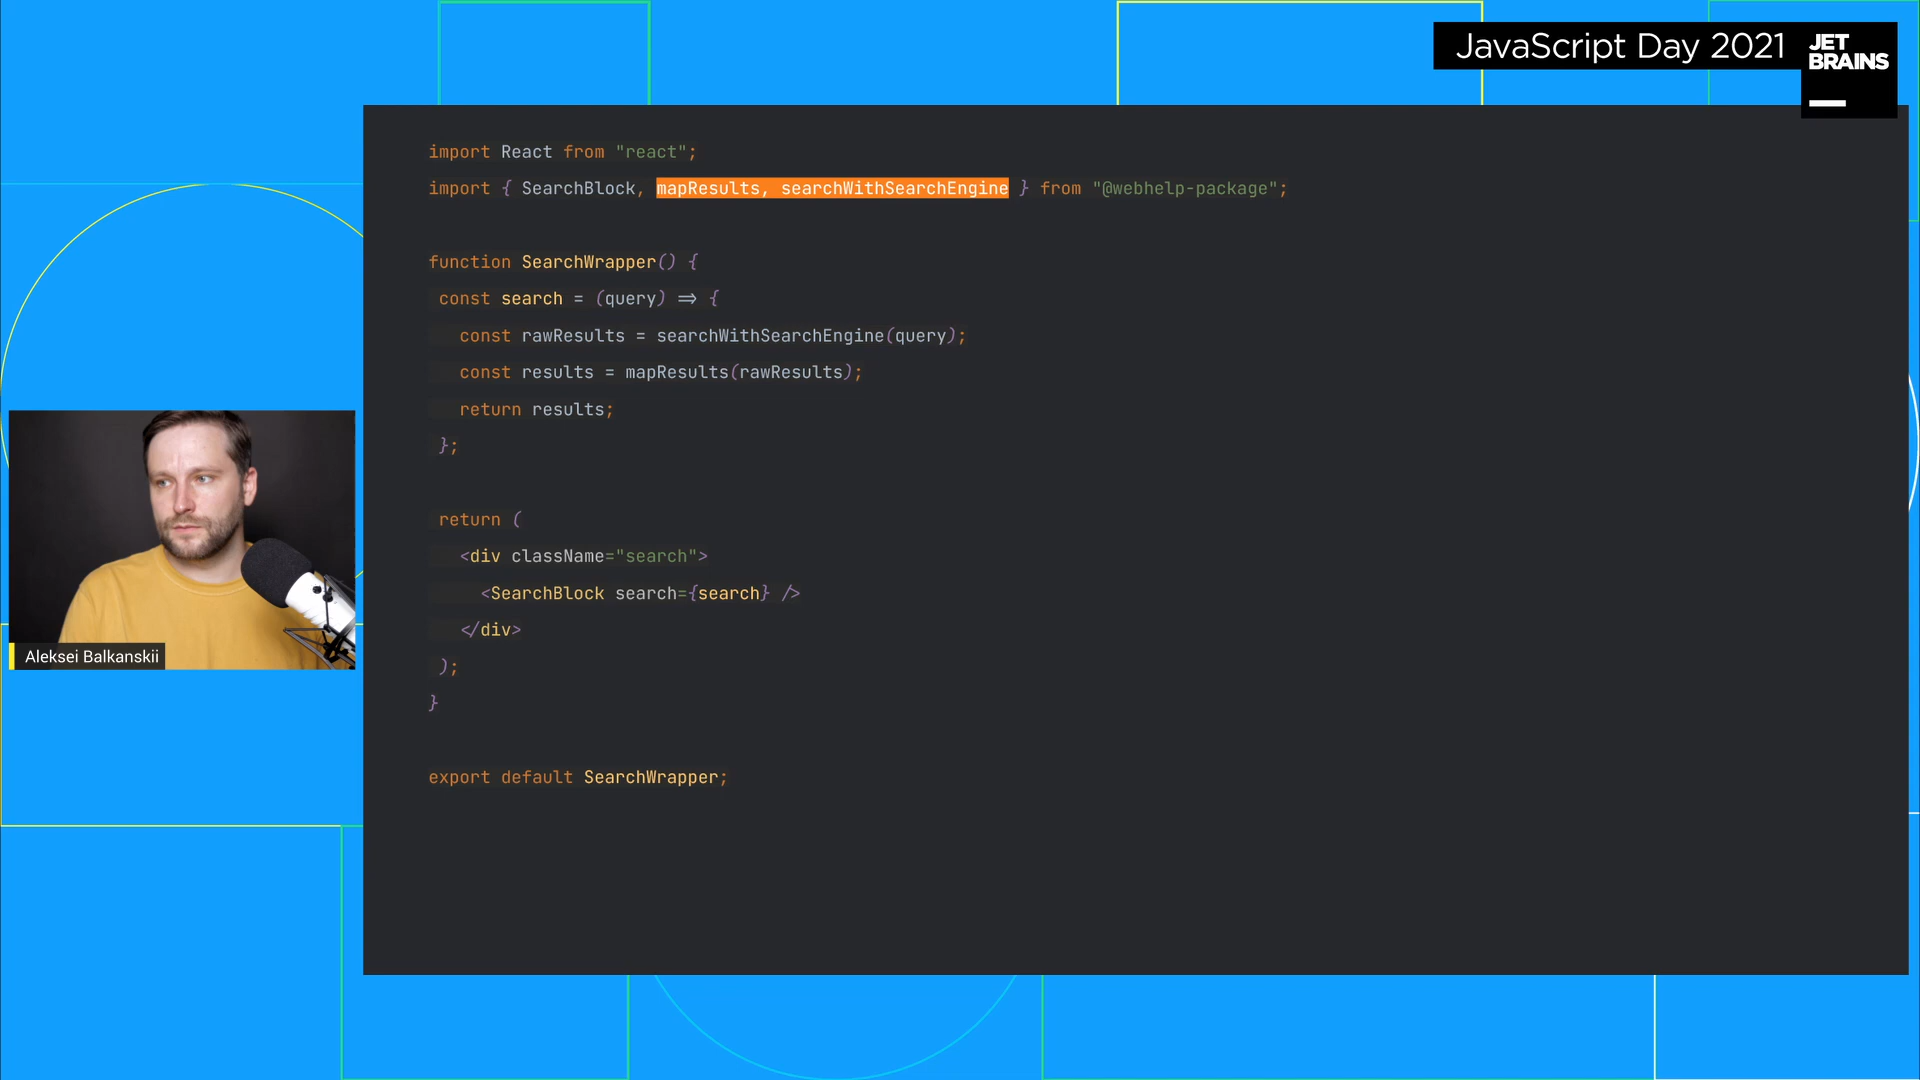 JavaScript Day 2021
JET
BRAINS
import React from "react";
import { SearchBlock, mapResults, searchWithSearchEngine } from "@webhelp-package";
function SearchWrapper() {
const search = (query) => {
const rawResults = searchWithSearchEngine(query);
const results = mapResults(rawResults);
return results;
};
return (
<div className="search">
<SearchBlock search={search} />
</div>
);
}
export default SearchWrapper;
Aleksei Balkanskii